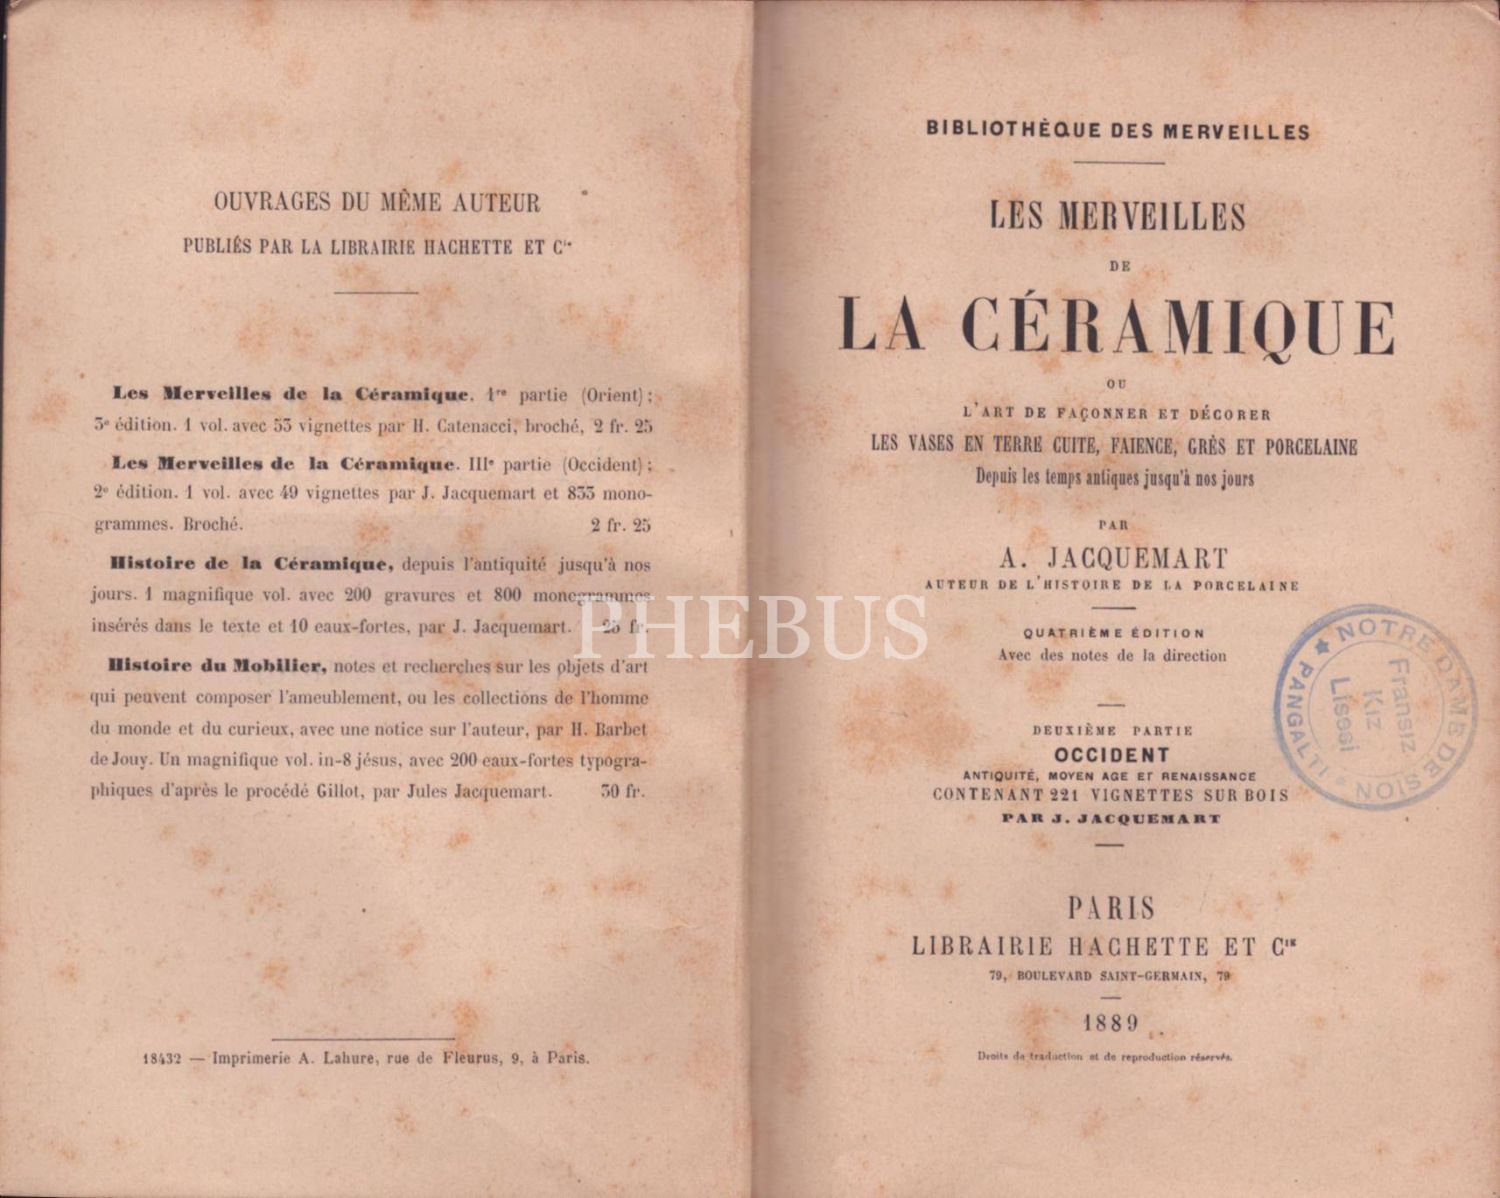 OUVRAGES DU MÊME AUTEUR
PUBLIÉS PAR LA LIBRAIRIE HACHETTE ET Cie
Les Merveilles de la Céramique. 1re partie (Orient);
3e édition. 1 vol. avec 53 vignettes par H. Catenacci, broché, 2 fr. 25
Les Merveilles de la Céramique. IIIe partie (Occident);
2e édition. 1 vol. avec 49 vignettes par J. Jacquemart et 833 mono-
grammes. Broché. 2 fr. 25
Histoire de la Céramique, depuis l'antiquité jusqu'à nos
jours. 1 magnifique vol. avec 200 gravures et 800 monogrammes
insérés dans le texte et 10 eaux-fortes, par J. Jacquemart. 25 fr.
Histoire du Mobilier, notes et recherches sur les objets d'art
qui peuvent composer l'ameublement, ou les collections de l'homme
du monde et du curieux, avec une notice sur l'auteur, par H. Barbet
de Jouy. Un magnifique vol. in-8 jésus, avec 200 eaux-fortes typogra-
phiques d'après le procédé Gillot, par Jules Jacquemart. 30 fr.
18432 — Imprimerie A. Lahure, rue de Fleurus, 9, à Paris.
PHEBUS
BIBLIOTHÈQUE DES MERVEILLES
LES MERVEILLES
DE
LA CÉRAMIQUE
OU
L'ART DE FAÇONNER ET DÉCORER
LES VASES EN TERRE CUITE, FAIENCE, GRÈS ET PORCELAINE
Depuis les temps antiques jusqu'à nos jours
PAR
A. JACQUEMART
AUTEUR DE L'HISTOIRE DE LA PORCELAINE
QUATRIÈME ÉDITION
Avec des notes de la direction
DEUXIÈME PARTIE
OCCIDENT
ANTIQUITÉ, MOYEN AGE ET RENAISSANCE
CONTENANT 221 VIGNETTES SUR BOIS
PAR J. JACQUEMART
PARIS
LIBRAIRIE HACHETTE ET Cie
79, BOULEVARD SAINT-GERMAIN, 79
1889
Droits de traduction et de reproduction réservés.
NOTRE DAME DE SION
PANGALTI
Fransız
Kız
Lisesi